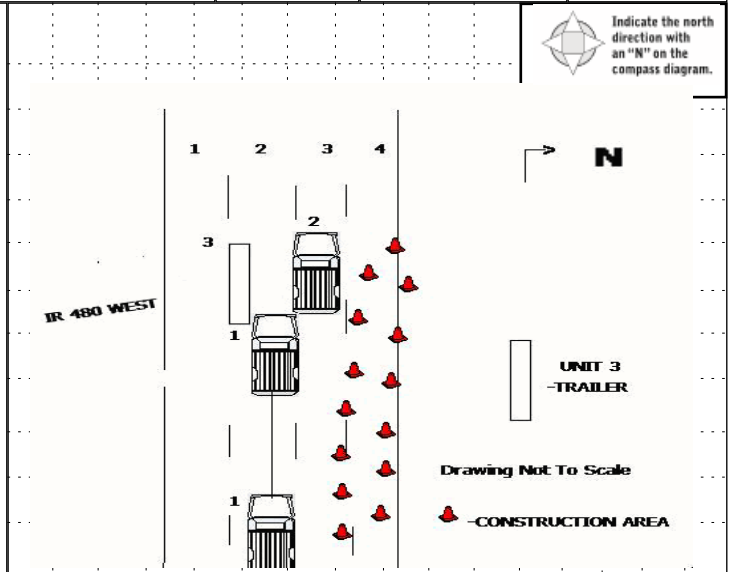 Indicate the north
direction with
an “N” on the
compass diagram.
1 2 3 4
N
2
3
IR 480 WEST
1
UNIT 3
-TRAILER
Drawing Not To Scale
1
-CONSTRUCTION AREA